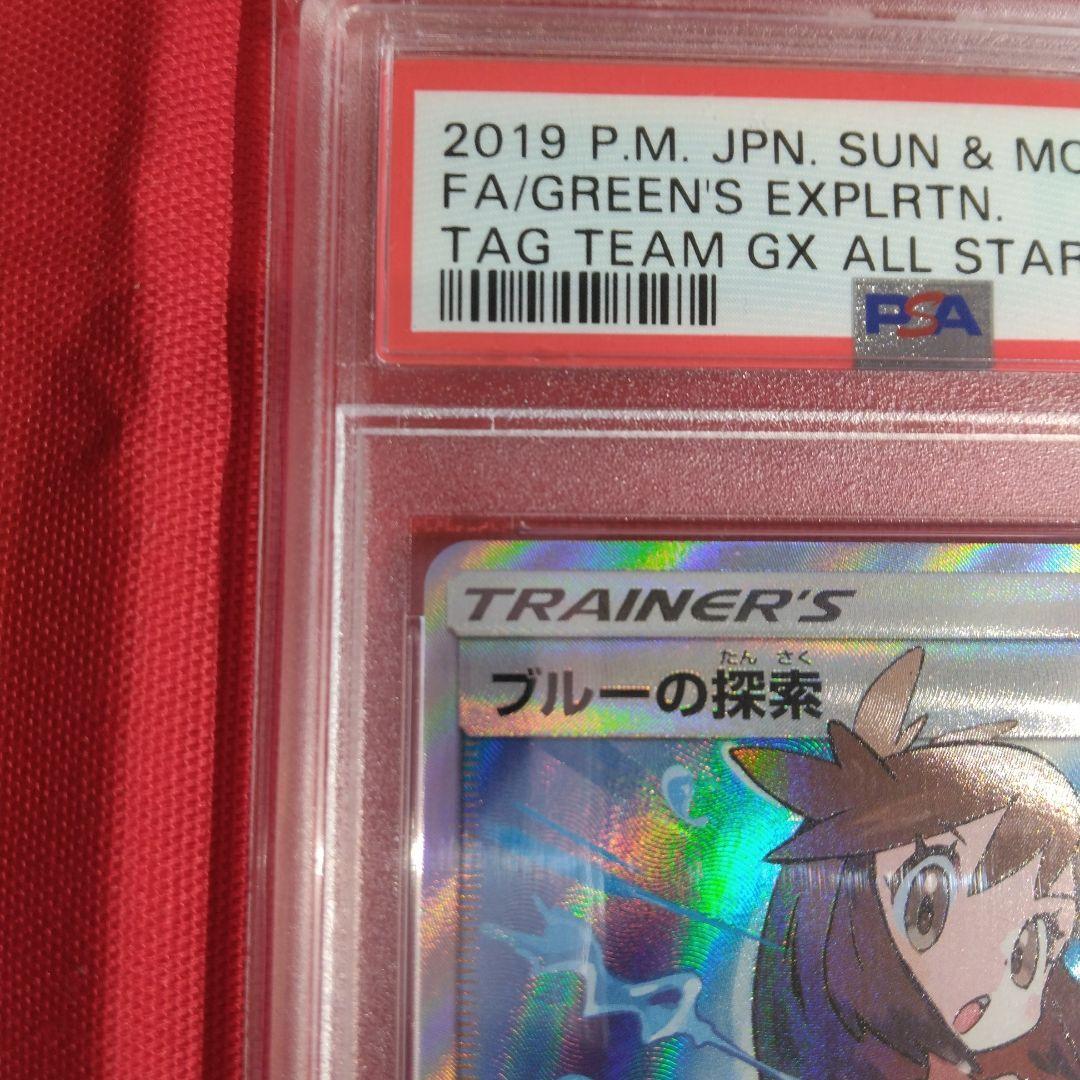 2019 P.M. JPN. SUN & MO
FA/GREEN'S EXPLRTN.
TAG TEAM GX ALL STAR
PSA
TRAINER'S
たん さく
ブルーの探索